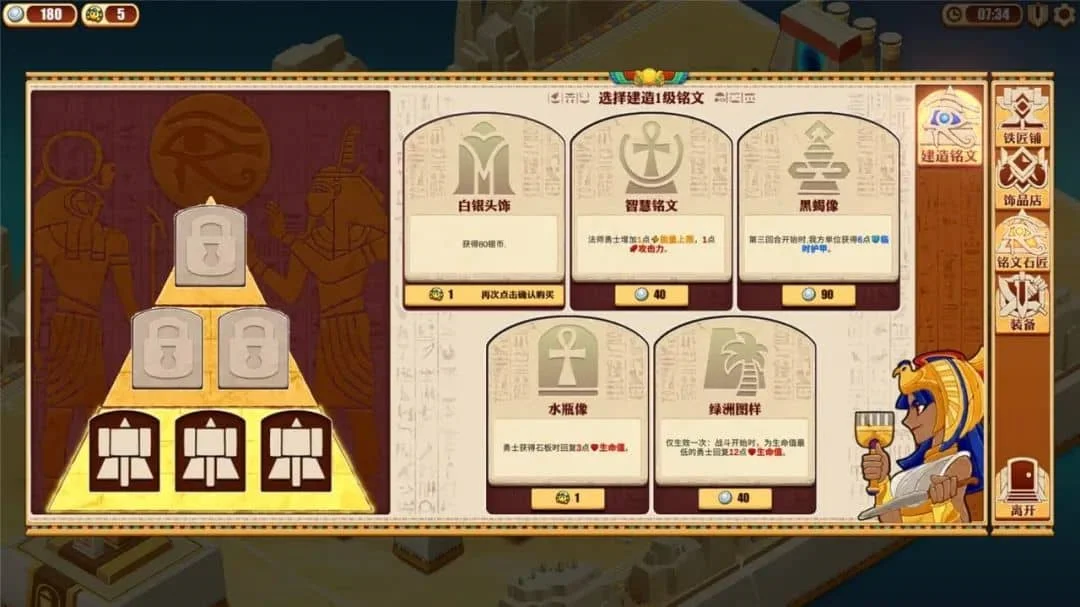 180
5
07:34
选择建造1级铭文
建造铭文
铁匠铺
饰品店
铭文石匠
装备
离开
白银头饰
获得80银币.
1 再次点击确认购买
智慧铭文
法师勇士增加1点能量上限，1点
攻击力。
40
黑蝎像
第三回合开始时,我方单位获得6点临
时护甲。
90
水瓶像
勇士获得石板时回复3点生命值。
1
绿洲图样
仅生效一次：战斗开始时，为生命值最
低的勇士回复12点生命值。
40